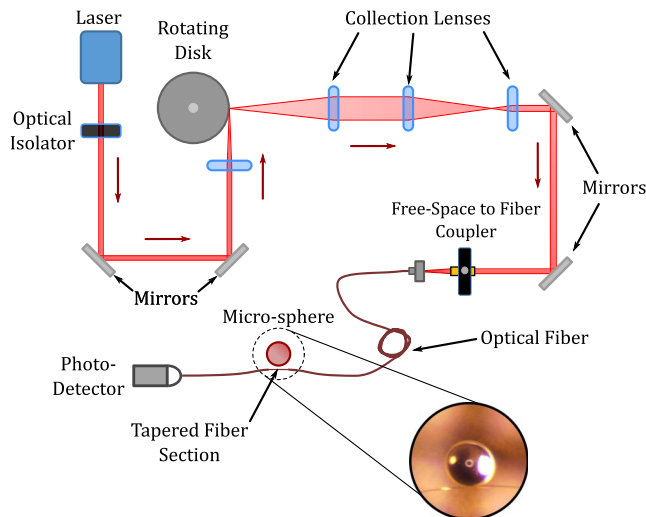 Laser
Rotating
Disk
Collection Lenses
Optical
Isolator
Mirrors
Free-Space to Fiber
Coupler
Mirrors
Micro-sphere
Optical Fiber
Photo-
Detector
Tapered Fiber
Section